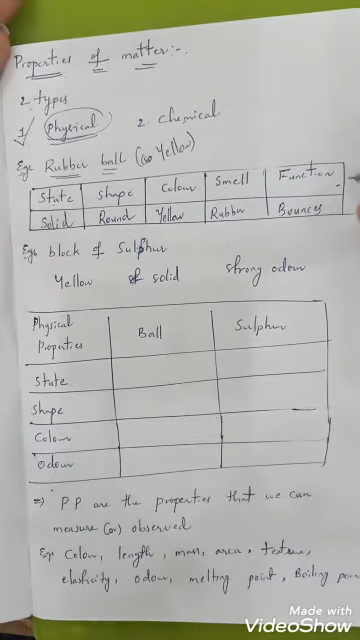 Properties of matter:-
2 types
1 Physical 2. Chemical
Eg: Rubber ball (Yellow)
State Shape Colour Smell Function
Solid Round Yellow Rubber Bouncy
Eg: block of Sulphur
Yellow solid strong odour
Physical Properties Ball Sulphur
State
Shape
Colour
Odour
⇒ PP are the properties that we can
measure (or) observed
Eg: Colour, length, mass, area, texture,
elasticity, odour, melting point, Boiling poin
Made with
VideoShow